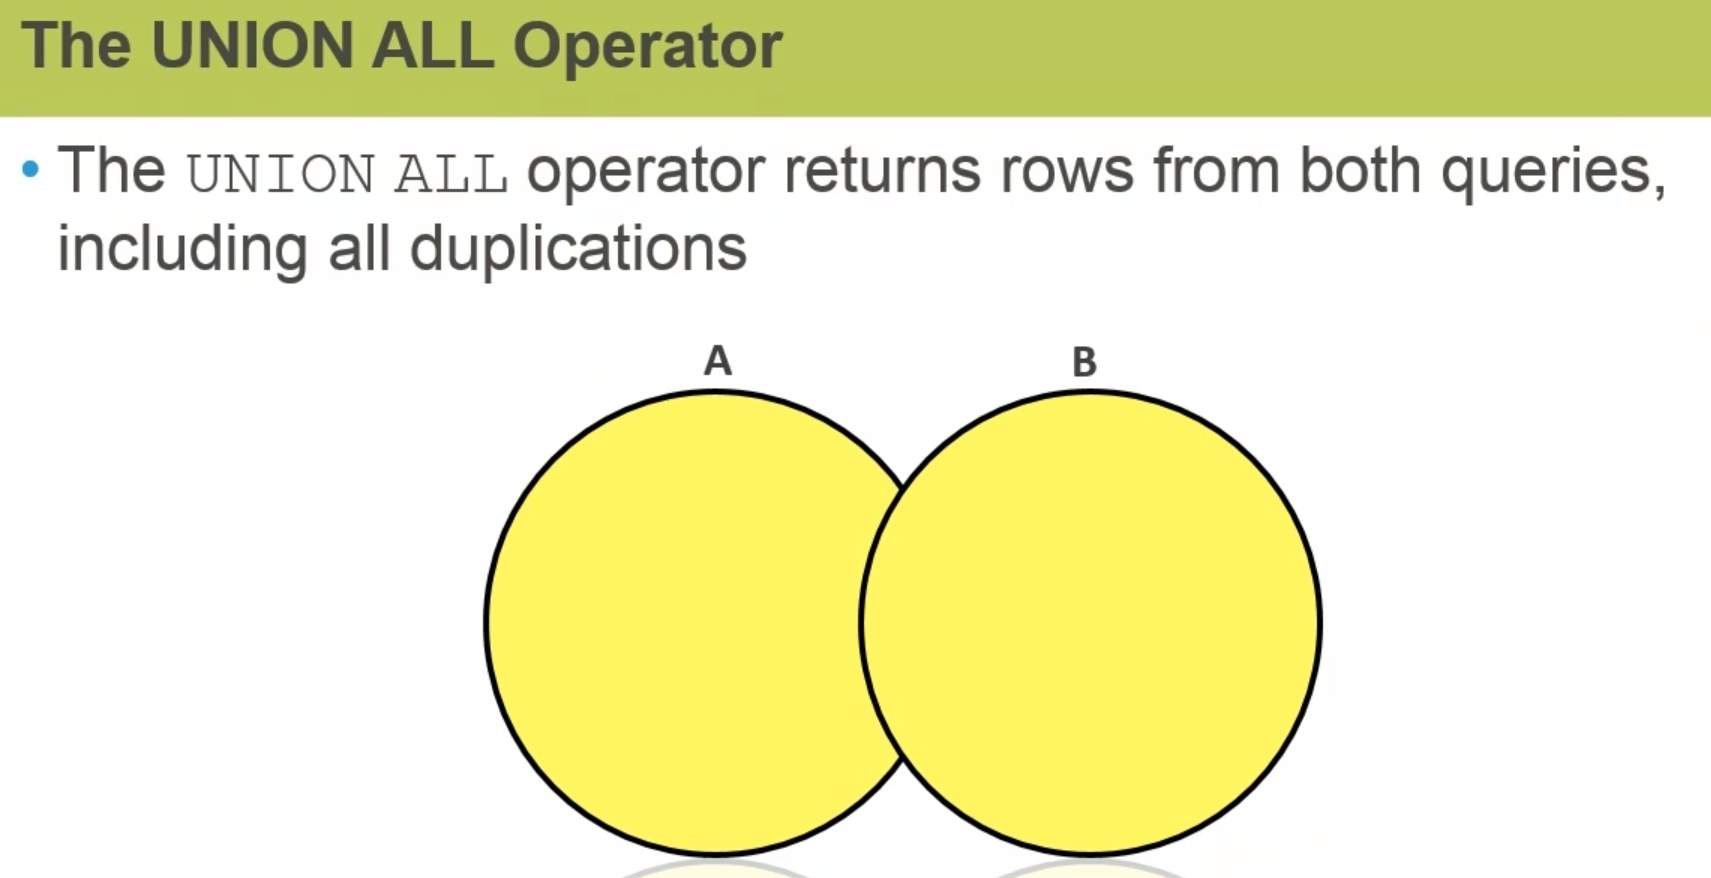 The UNION ALL Operator
• The UNION ALL operator returns rows from both queries,
including all duplications
A B